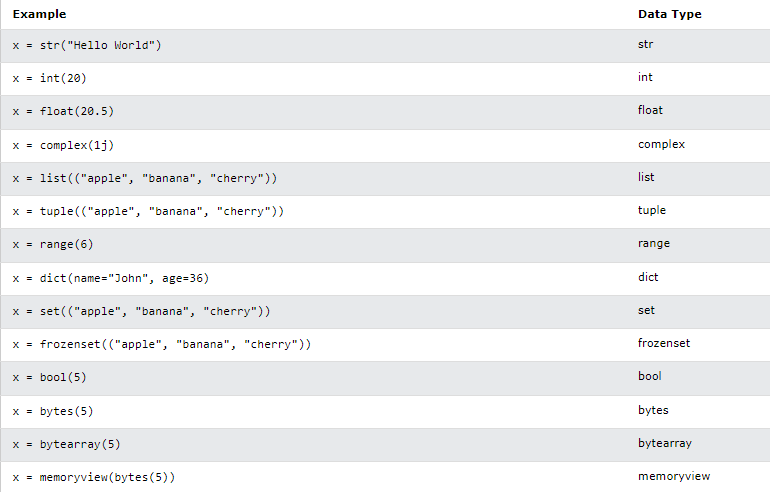 Example Data Type
x = str("Hello World") str
x = int(20) int
x = float(20.5) float
x = complex(1j) complex
x = list(("apple", "banana", "cherry")) list
x = tuple(("apple", "banana", "cherry")) tuple
x = range(6) range
x = dict(name="John", age=36) dict
x = set(("apple", "banana", "cherry")) set
x = frozenset(("apple", "banana", "cherry")) frozenset
x = bool(5) bool
x = bytes(5) bytes
x = bytearray(5) bytearray
x = memoryview(bytes(5)) memoryview